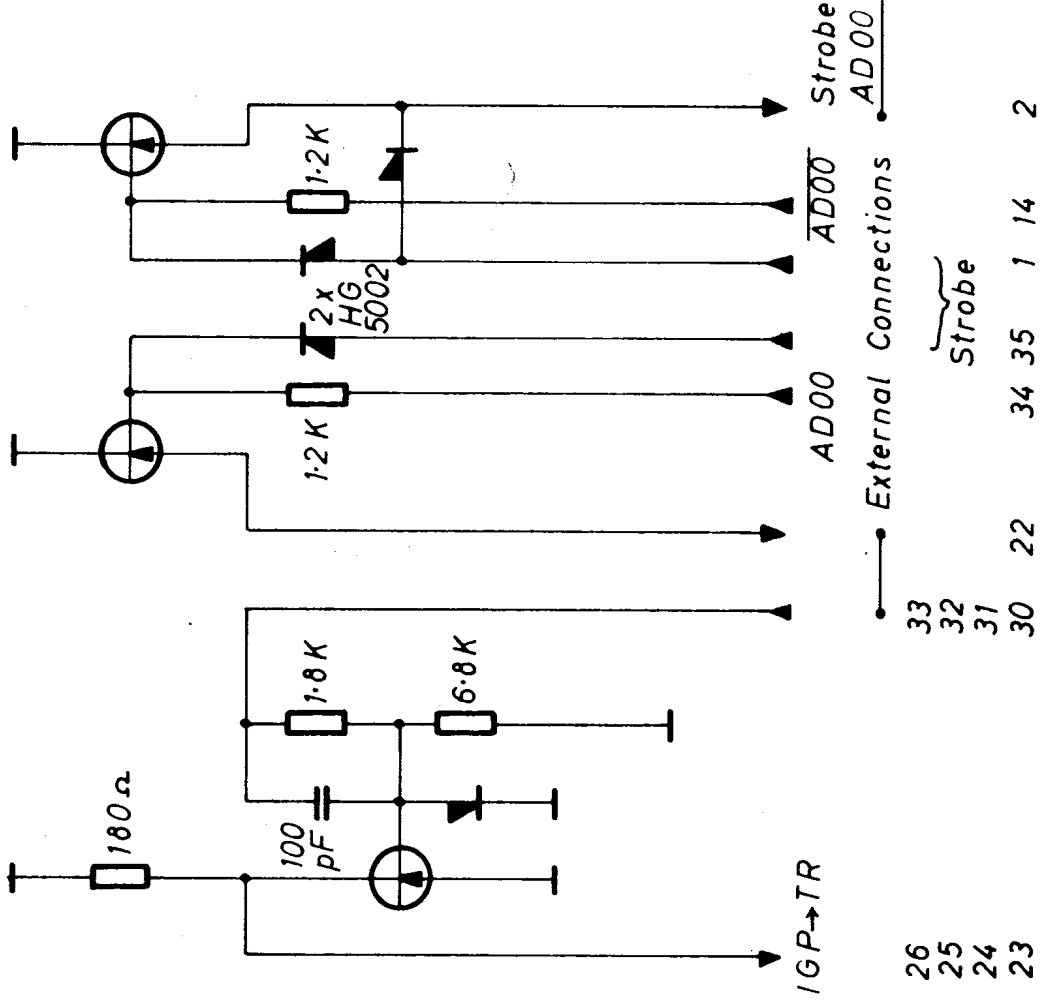 180Ω
100
pF
1·8K
6·8K
1·2K
2x
HG
5002
1·2K
IGP→TR
AD00
AD00
Strobe
AD00
External Connections
Strobe
26
25
24
23
33
32
31
30
22
34
35
1
14
2